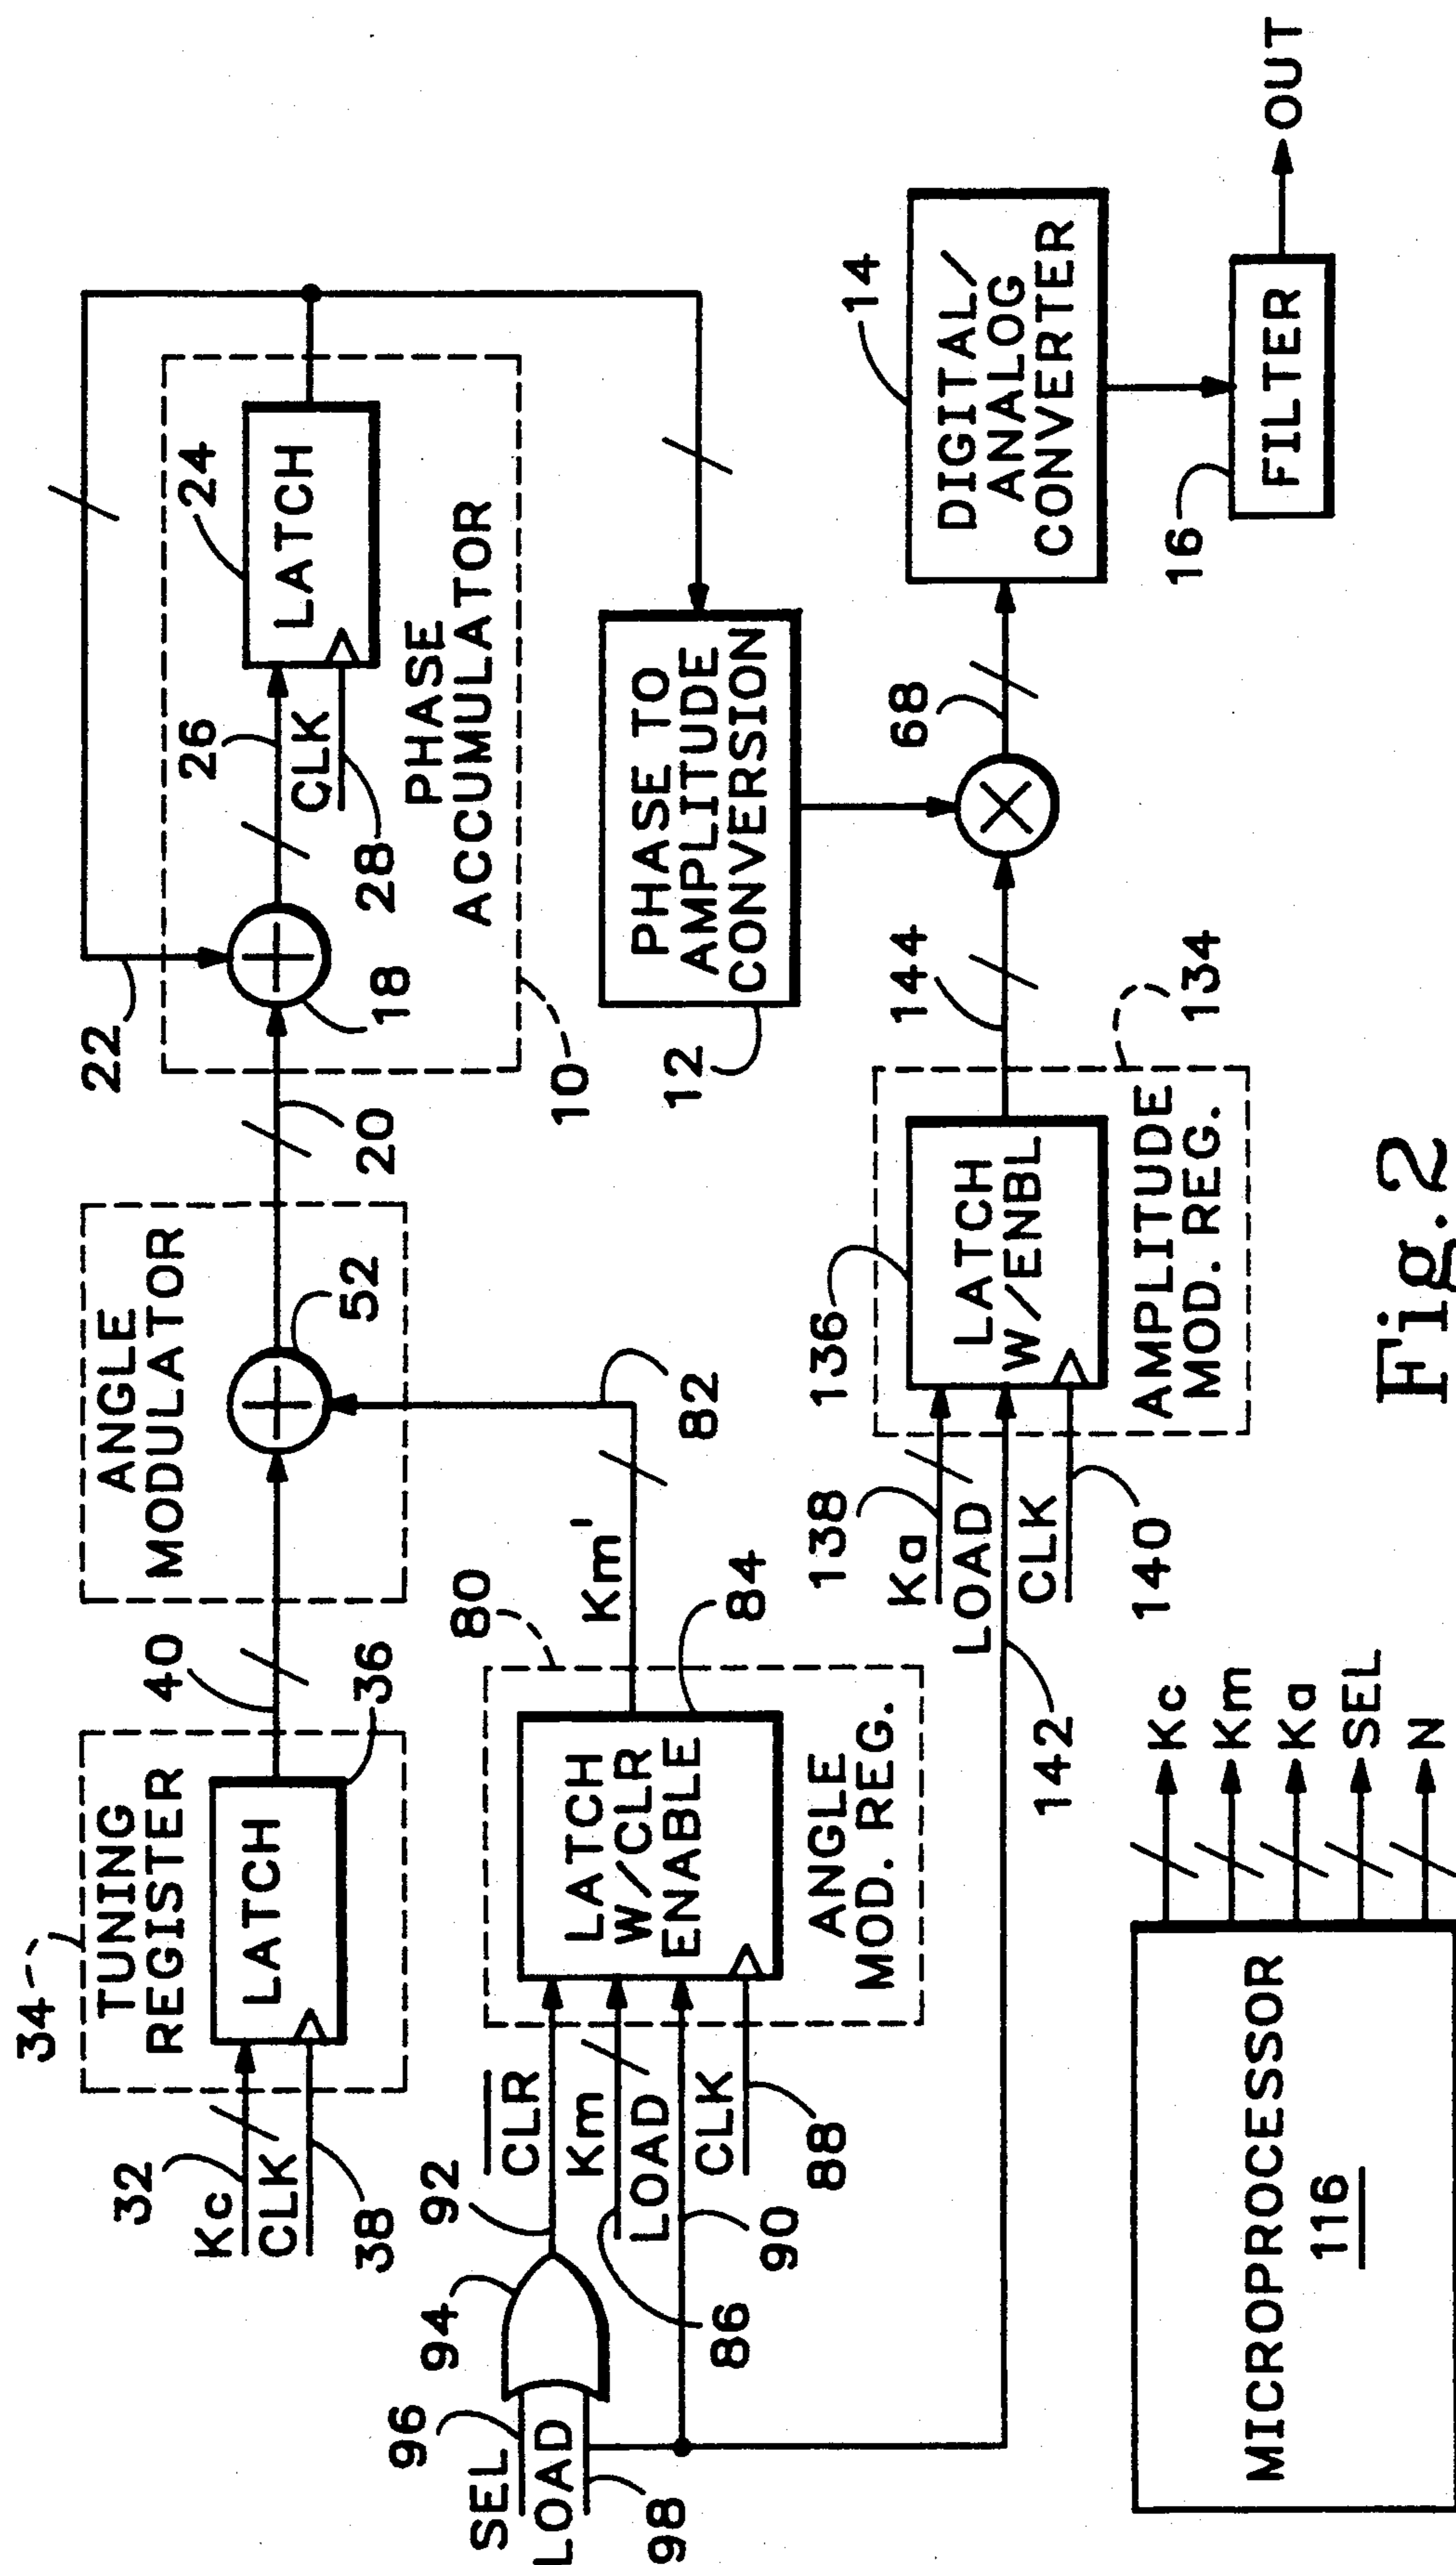 34
TUNING
REGISTER
LATCH
36
32
Kc
CLK
38
40
ANGLE
MODULATOR
52
20
22
18
26
CLK
28
24
LATCH
PHASE
ACCUMULATOR
10
SEL
96
LOAD
98
94
92
CLR
Km
86
LOAD
90
CLK
88
80
LATCH
W/CLR
ENABLE
84
ANGLE
MOD. REG.
Km'
82
12
PHASE TO
AMPLITUDE
CONVERSION
142
138
Ka
LOAD
CLK
140
136
LATCH
W/ENBL
AMPLITUDE
MOD. REG.
134
144
68
14
DIGITAL/
ANALOG
CONVERTER
16
FILTER
OUT
MICROPROCESSOR
116
Kc
Km
Ka
SEL
N
Fig.2